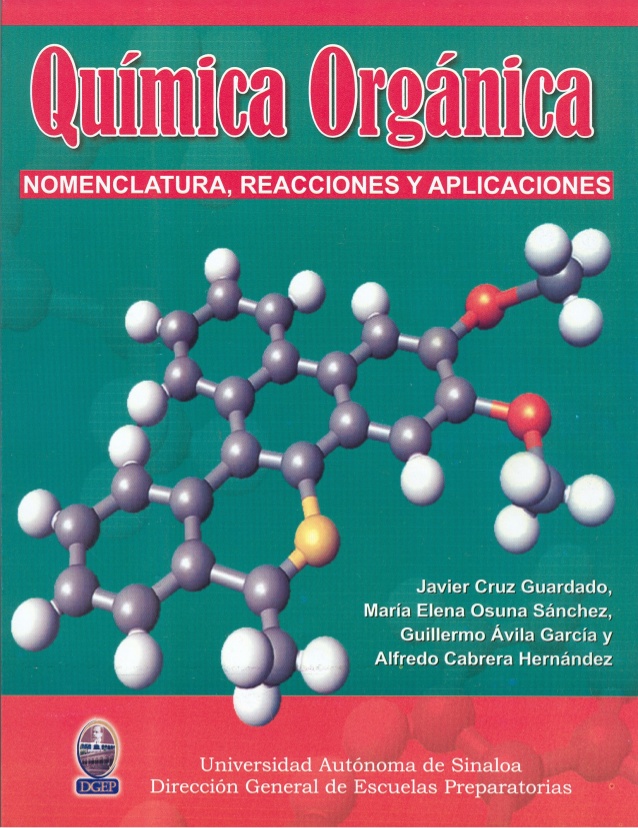 Química Orgánica
NOMENCLATURA, REACCIONES Y APLICACIONES
Javier Cruz Guardado,
María Elena Osuna Sánchez,
Guillermo Ávila García y
Alfredo Cabrera Hernández
DGEP
Universidad Autónoma de Sinaloa
Dirección General de Escuelas Preparatorias